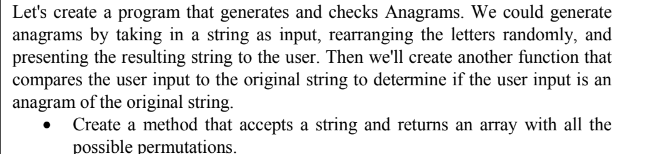 Let's create a program that generates and checks Anagrams. We could generate
anagrams by taking in a string as input, rearranging the letters randomly, and
presenting the resulting string to the user. Then we'll create another function that
compares the user input to the original string to determine if the user input is an
anagram of the original string.
• Create a method that accepts a string and returns an array with all the
possible permutations.